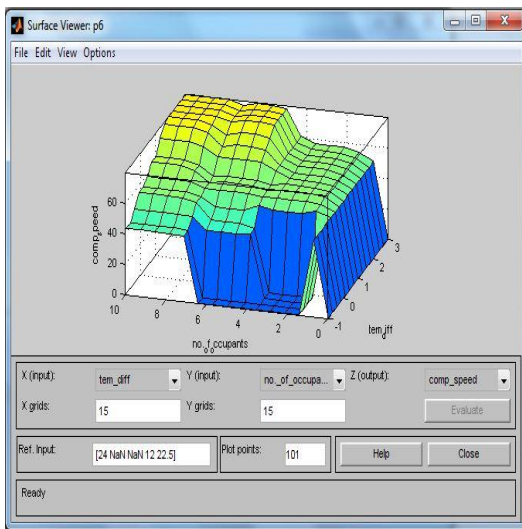 Surface Viewer: p6
File Edit View Options
comp_speed
60
40
20
0
10
8
6
4
2
0
no._of_occupants
-1
0
1
2
3
tem_diff
X (input): tem_diff Y (input): no._of_occupa... Z (output): comp_speed
X grids: 15 Y grids: 15 Evaluate
Ref. Input: [24 NaN NaN 12 22.5] Plot points: 101 Help Close
Ready